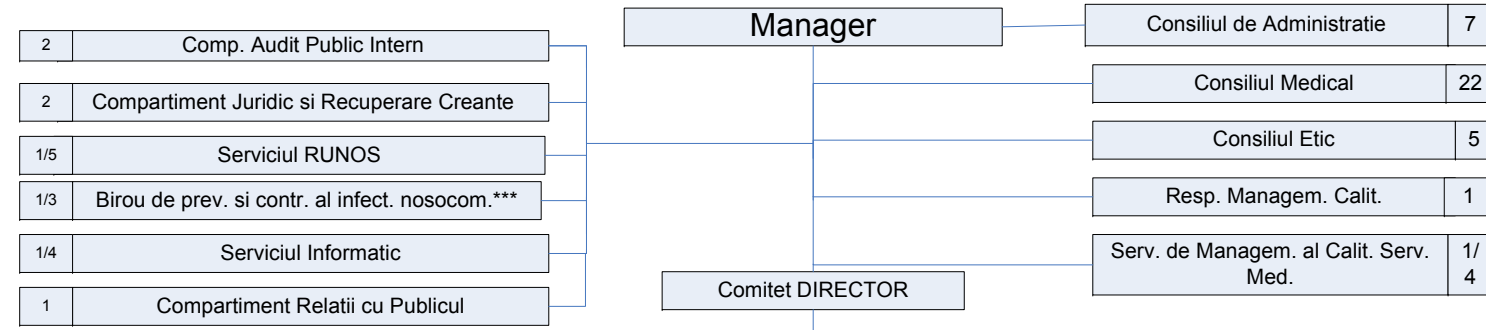 Manager
Consiliul de Administratie 7
2 Comp. Audit Public Intern
Consiliul Medical 22
2 Compartiment Juridic si Recuperare Creante
Consiliul Etic 5
1/5 Serviciul RUNOS
1/3 Birou de prev. si contr. al infect. nosocom.***
Resp. Managem. Calit. 1
1/4 Serviciul Informatic
Serv. de Managem. al Calit. Serv. 1/
Med. 4
Comitet DIRECTOR
1 Compartiment Relatii cu Publicul